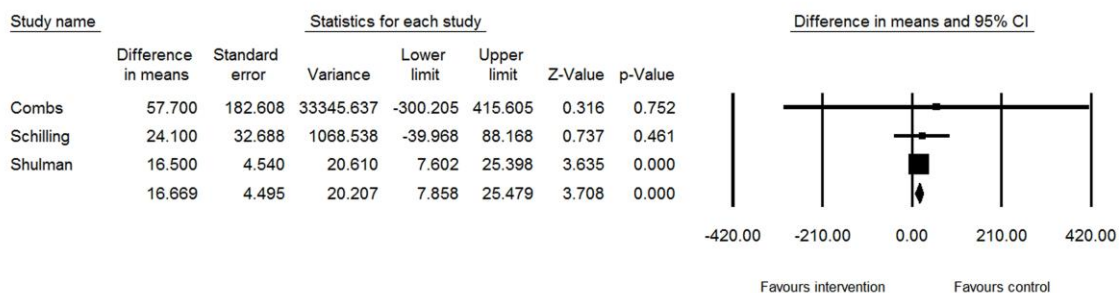 Study name Statistics for each study Difference in means and 95% CI
Difference Standard Lower Upper
in means error Variance limit limit Z-Value p-Value
Combs 57.700 182.608 33345.637 -300.205 415.605 0.316 0.752
Schilling 24.100 32.688 1068.538 -39.968 88.168 0.737 0.461
Shulman 16.500 4.540 20.610 7.602 25.398 3.635 0.000
16.669 4.495 20.207 7.858 25.479 3.708 0.000
-420.00 -210.00 0.00 210.00 420.00
Favours intervention Favours control